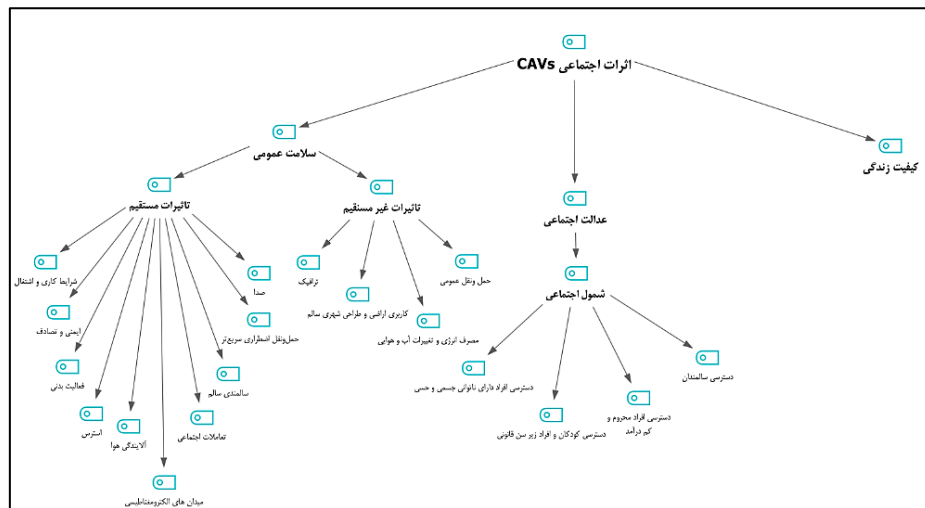 اثرات اجتماعی CAVs
سلامت عمومی
کیفیت زندگی
تاثیرات مستقیم
تاثیرات غیر مستقیم
عدالت اجتماعی
شرایط کاری و اشتغال
صدا
ترافیک
حمل ونقل عمومی
شمول اجتماعی
ایمنی و تصادف
حمل‌ونقل اضطراری سریع‌تر
کاربری اراضی و طراحی شهری سالم
مصرف انرژی و تغییرات آب و هوایی
فعالیت بدنی
سالمندی سالم
دسترسی افراد دارای ناتوانی جسمی و حسی
دسترسی سالمندان
استرس
آلایندگی هوا
تعاملات اجتماعی
دسترسی کودکان و افراد زیر سن قانونی
دسترسی افراد محروم و
کم درآمد
میدان های الکترومغناطیسی